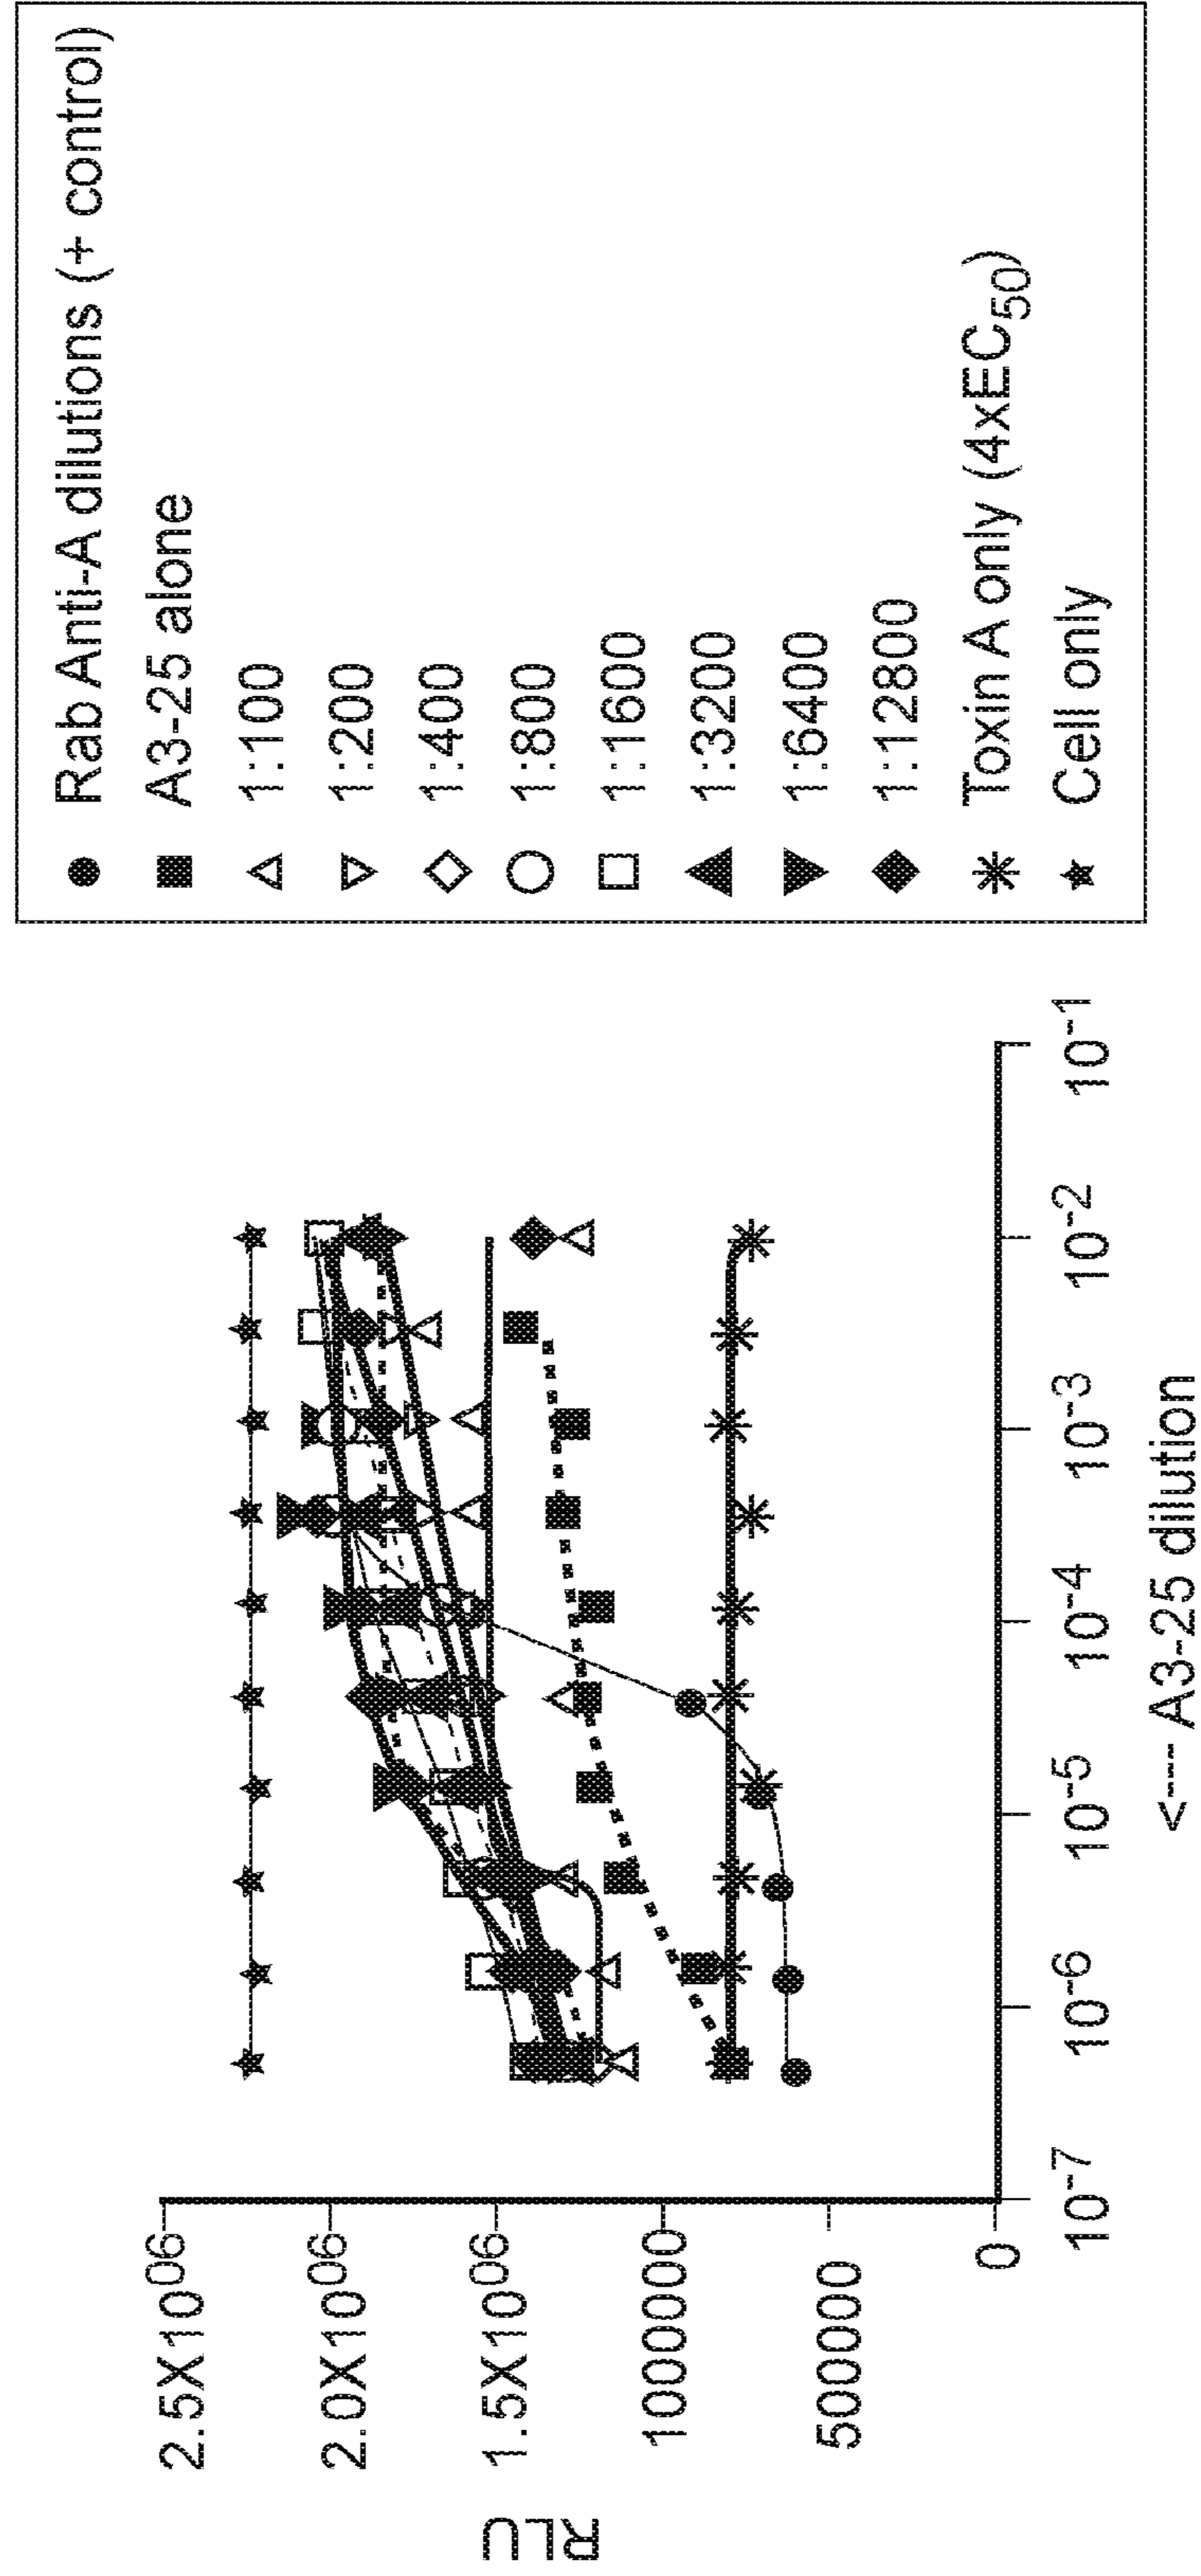 RLU
2.5X10⁰⁶
2.0X10⁰⁶
1.5X10⁰⁶
1000000
500000
0
10⁻⁷
10⁻⁶
10⁻⁵
10⁻⁴
10⁻³
10⁻²
10⁻¹
<--- A3-25 dilution
Rab Anti-A dilutions (+ control)
A3-25 alone
1:100
1:200
1:400
1:800
1:1600
1:3200
1:6400
1:12800
Toxin A only (4xEC₅₀)
Cell only